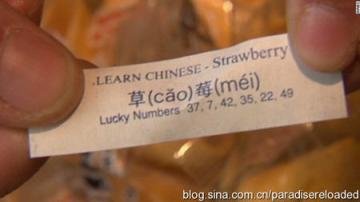 LEARN CHINESE - Strawberry
草(cǎo)莓(méi)
Lucky Numbers 37, 7, 42, 35, 22, 49
blog.sina.com.cn/paradisereloaded